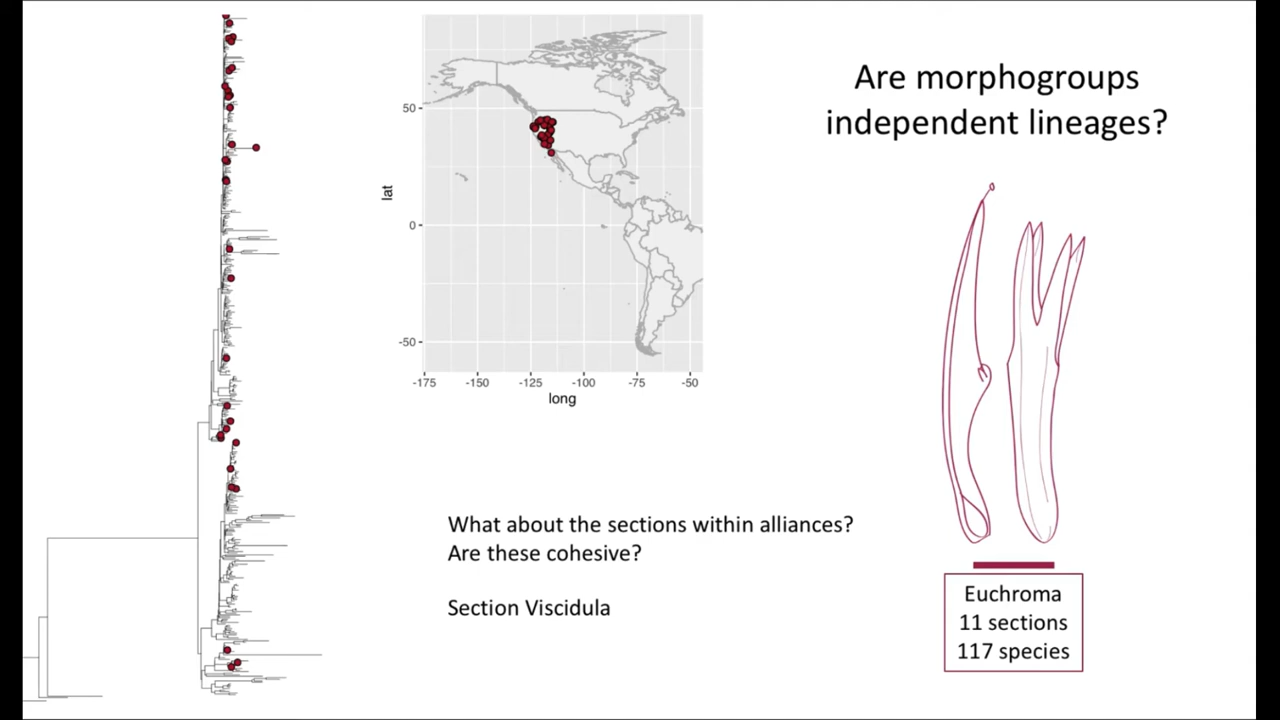 Are morphogroups
independent lineages?
50
0
-50
lat
-175
-150
-125
-100
-75
-50
long
What about the sections within alliances?
Are these cohesive?
Section Viscidula
Euchroma
11 sections
117 species